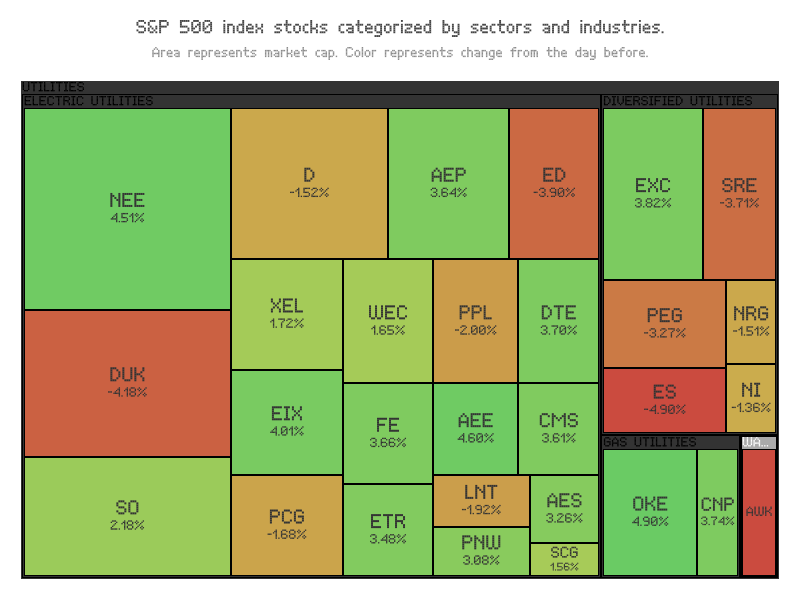 S&P 500 index stocks categorized by sectors and industries.
Area represents market cap. Color represents change from the day before.
UTILITIES
ELECTRIC UTILITIES
NEE
4.51%
DUK
-4.18%
SO
2.18%
D
-1.52%
AEP
3.64%
ED
-3.90%
XEL
1.72%
WEC
1.65%
PPL
-2.00%
DTE
3.70%
EIX
4.01%
FE
3.66%
AEE
4.60%
CMS
3.61%
PCG
-1.68%
ETR
3.48%
LNT
-1.92%
AES
3.26%
PNW
3.08%
SCG
1.56%
DIVERSIFIED UTILITIES
EXC
3.82%
SRE
-3.71%
PEG
-3.27%
NRG
-1.51%
ES
-4.90%
NI
-1.36%
GAS UTILITIES
OKE
4.90%
CNP
3.74%
WA...
AWK